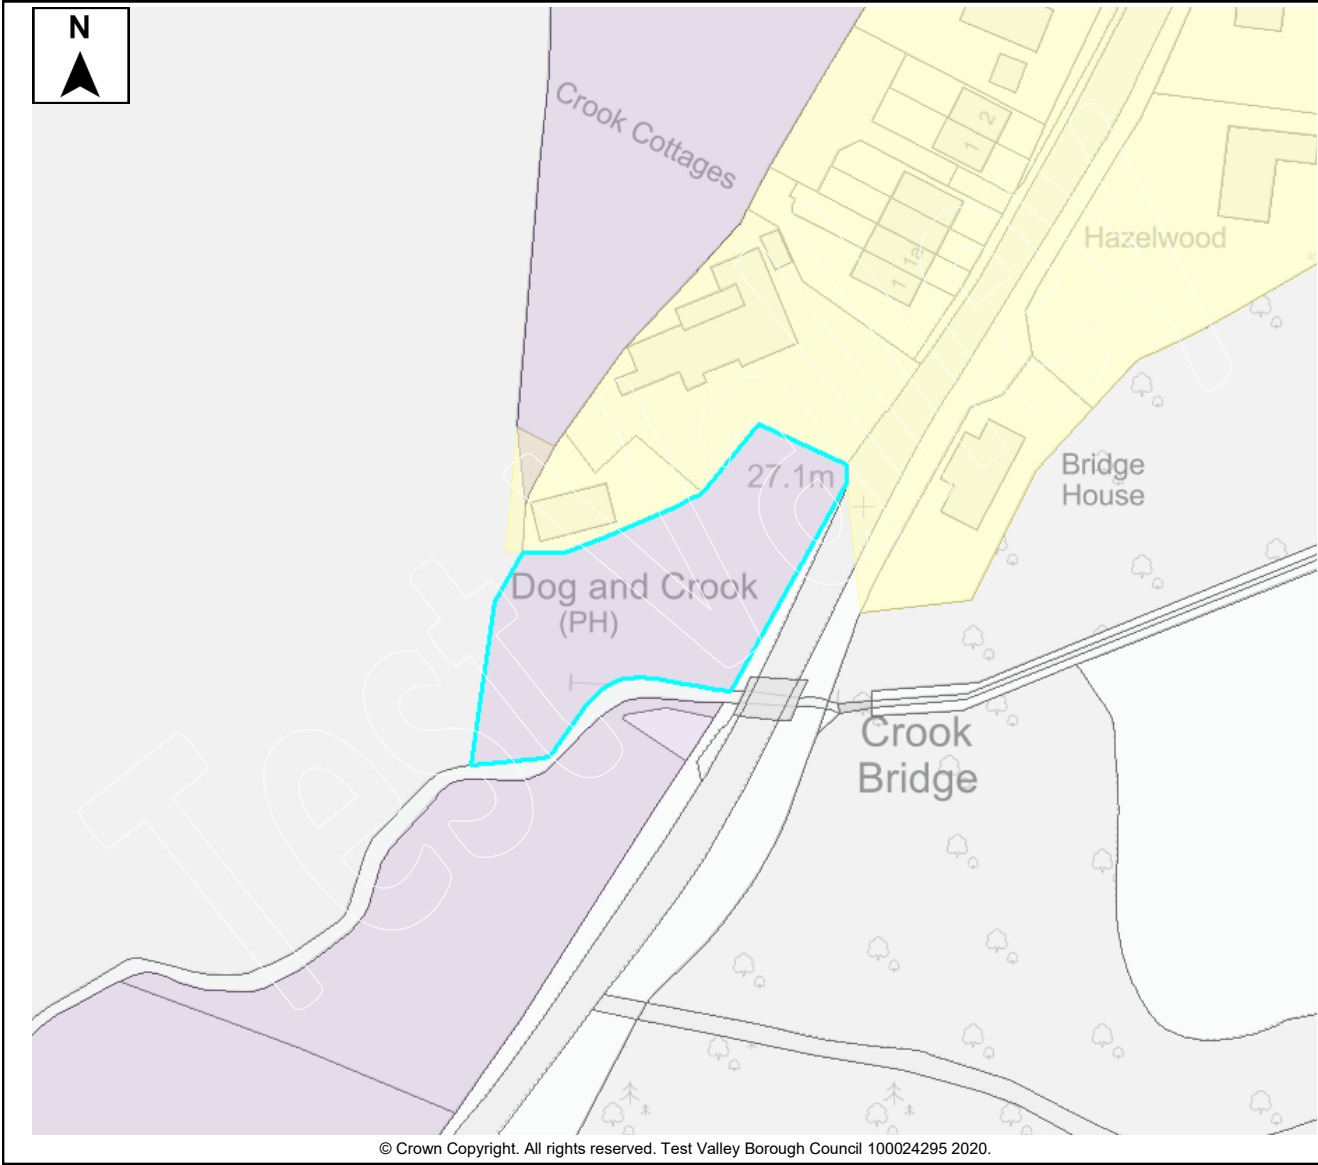 N
Crook Cottages
1 2
1 1a
Hazelwood
27.1m
Bridge
House
Dog and Crook
(PH)
Crook
Bridge
Test Valley
© Crown Copyright. All rights reserved. Test Valley Borough Council 100024295 2020.